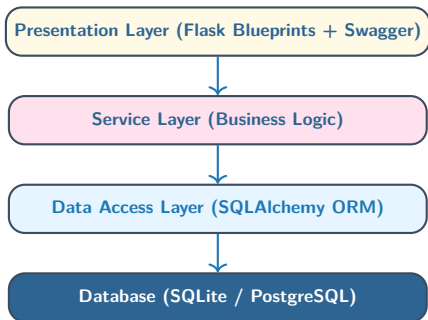 Presentation Layer (Flask Blueprints + Swagger)
Service Layer (Business Logic)
Data Access Layer (SQLAlchemy ORM)
Database (SQLite / PostgreSQL)